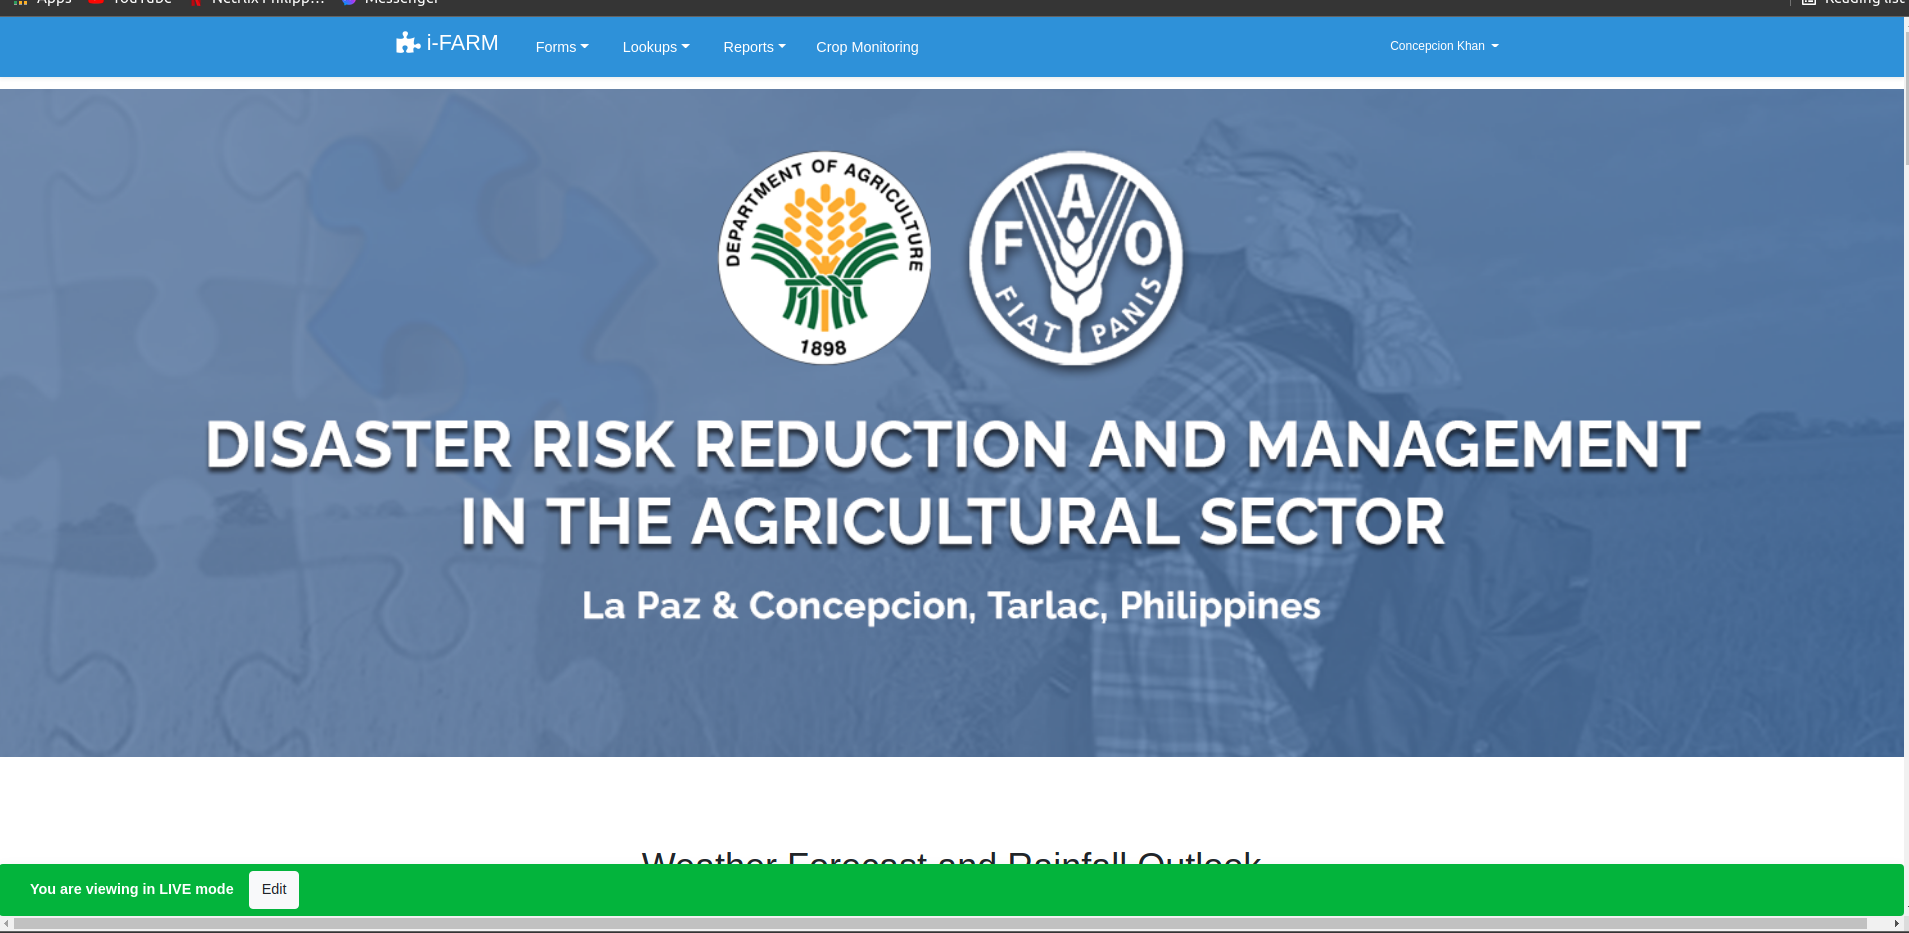 Apps YouTube Netflix Philipp... Messenger Reading list
i-FARM Forms Lookups Reports Crop Monitoring Concepcion Khan
DEPARTMENT OF AGRICULTURE
1898
F A O
FIAT PANIS
DISASTER RISK REDUCTION AND MANAGEMENT
IN THE AGRICULTURAL SECTOR
La Paz & Concepcion, Tarlac, Philippines
Weather Forecast and Rainfall Outlook
You are viewing in LIVE mode Edit